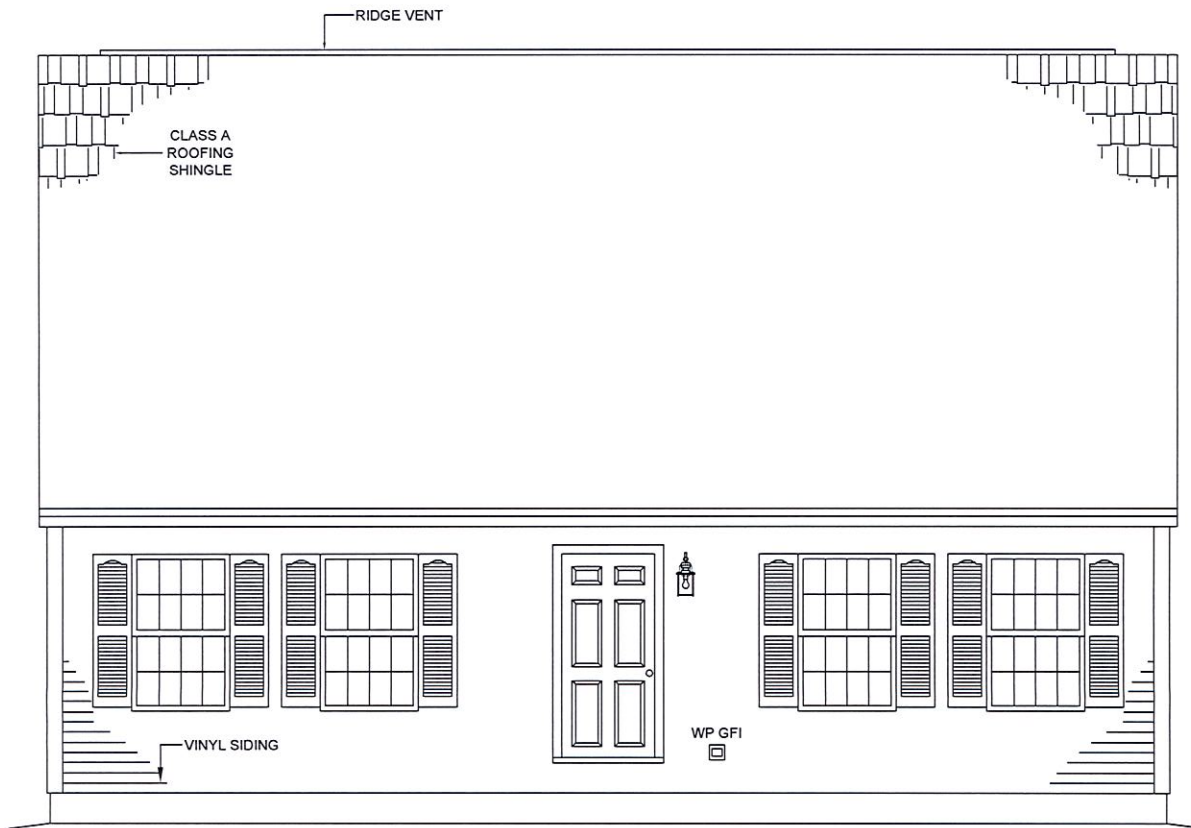 RIDGE VENT
CLASS A
ROOFING
SHINGLE
VINYL SIDING
WP GFI